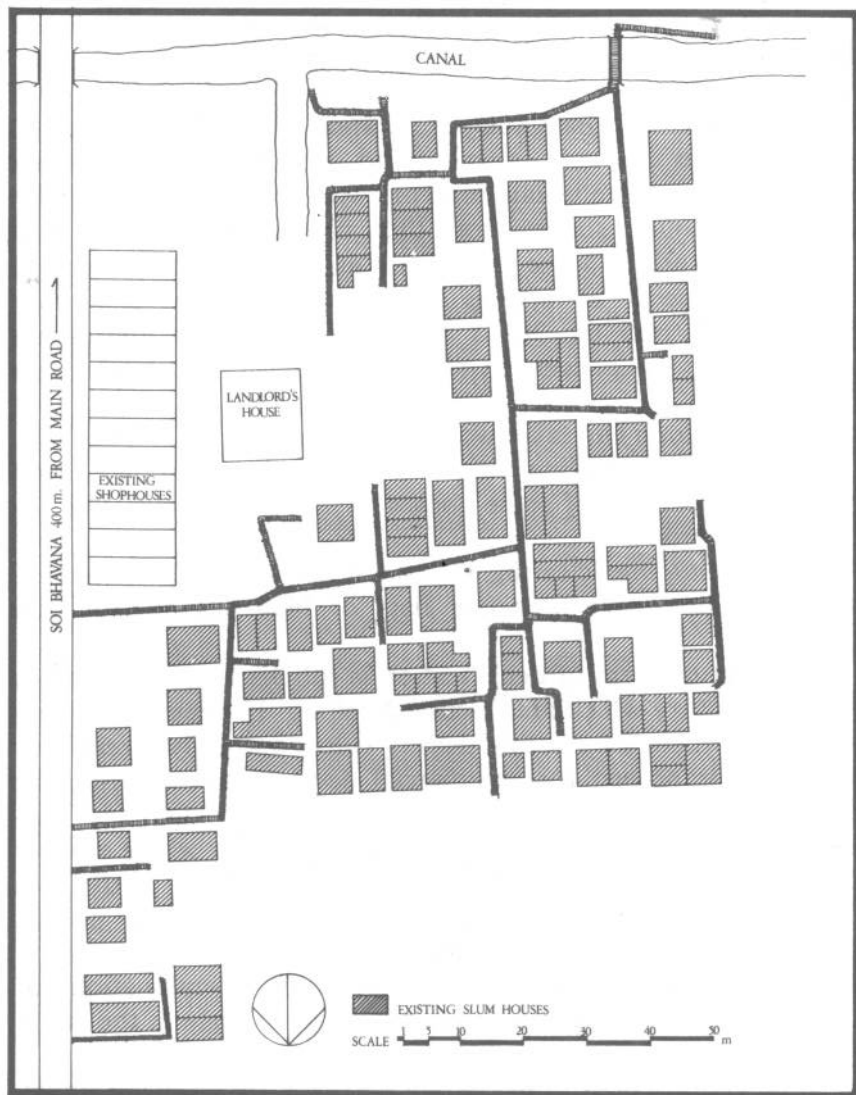 CANAL
SOI BHAVANA 400 m. FROM MAIN ROAD
LANDLORD'S
HOUSE
EXISTING
SHOPHOUSES
EXISTING SLUM HOUSES
SCALE 1 5 10 20 30 40 50 m